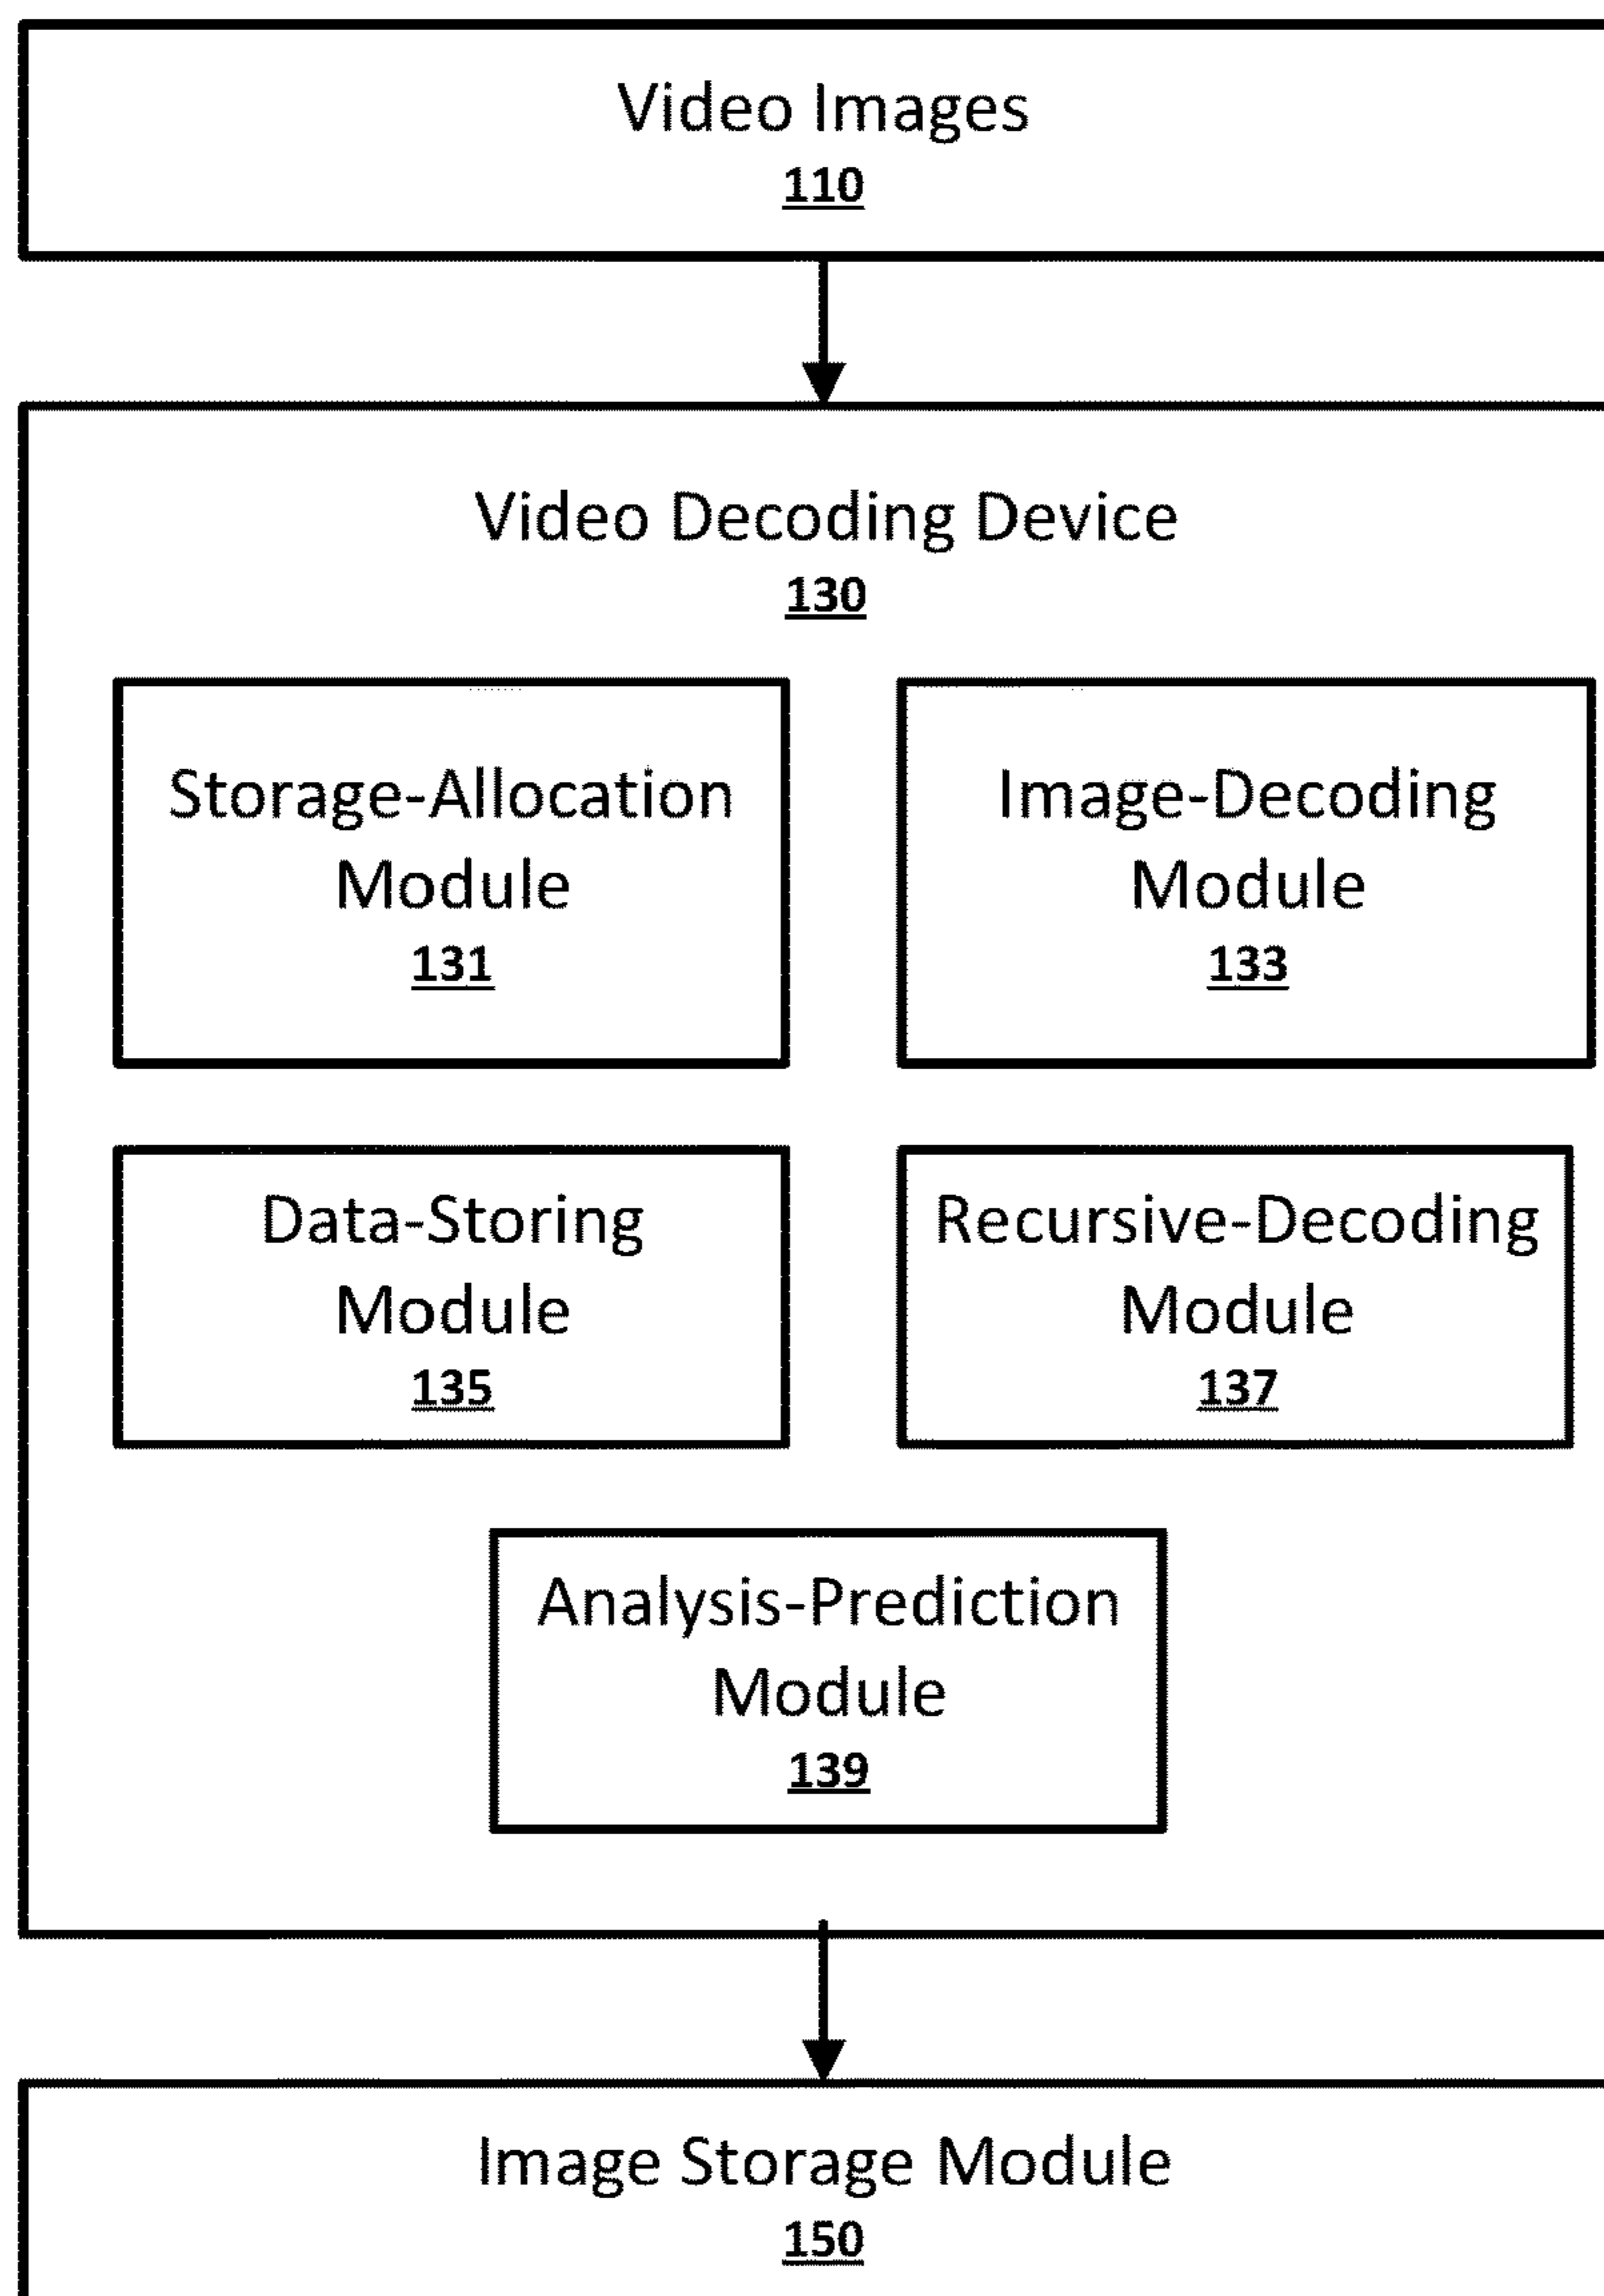 Video Images
110
Video Decoding Device
130
Storage-Allocation
Module
131
Image-Decoding
Module
133
Data-Storing
Module
135
Recursive-Decoding
Module
137
Analysis-Prediction
Module
139
Image Storage Module
150